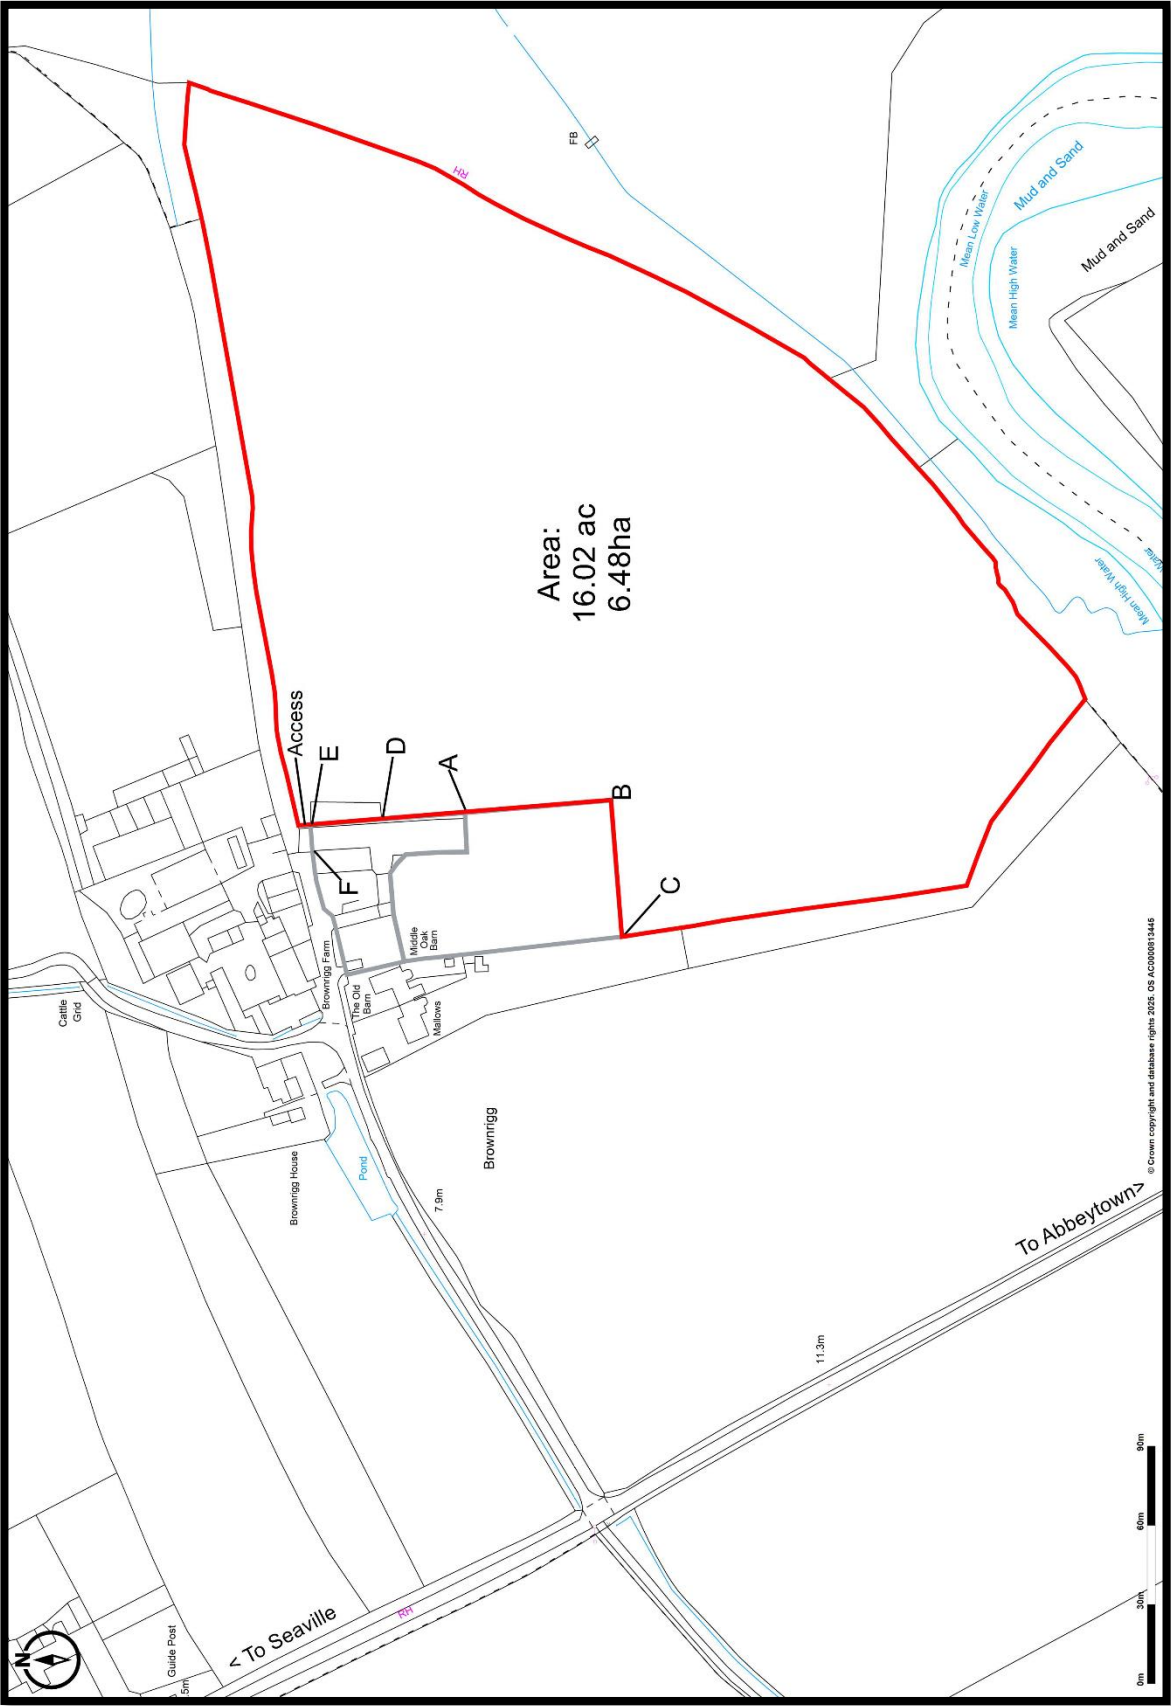 FB
RH
Mud and Sand
Mean Low Water
Mean High Water
Mud and Sand
Area:
16.02 ac
6.48ha
Mean High Water
Water
Access
E
D
A
B
F
C
Middle
Oak
Barn
Brownrigg Farm
The Old
Barn
Mallows
Cattle
Grid
Brownrigg House
Pond
Brownrigg
7.9m
To Abbeytown>
11.3m
< To Seaville
RH
Guide Post
.5m
N
0m
30m
60m
90m
© Crown copyright and database rights 2025. OS AC0000813445